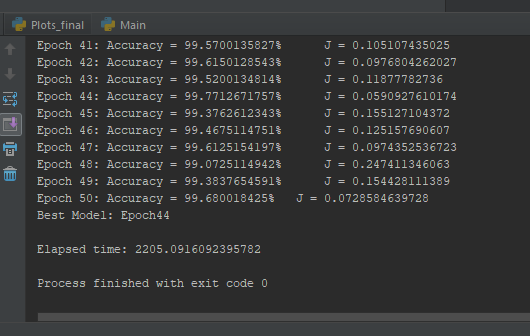 Plots_final Main
Epoch 41: Accuracy = 99.5700135827% J = 0.105107435025
Epoch 42: Accuracy = 99.6150128543% J = 0.0976804262027
Epoch 43: Accuracy = 99.5200134814% J = 0.11877782736
Epoch 44: Accuracy = 99.7712671757% J = 0.0590927610174
Epoch 45: Accuracy = 99.3762612343% J = 0.155127104372
Epoch 46: Accuracy = 99.4675114751% J = 0.125157690607
Epoch 47: Accuracy = 99.6125154197% J = 0.0974352536723
Epoch 48: Accuracy = 99.0725114942% J = 0.247411346063
Epoch 49: Accuracy = 99.3837654591% J = 0.154428111389
Epoch 50: Accuracy = 99.680018425% J = 0.0728584639728
Best Model: Epoch44
Elapsed time: 2205.0916092395782
Process finished with exit code 0